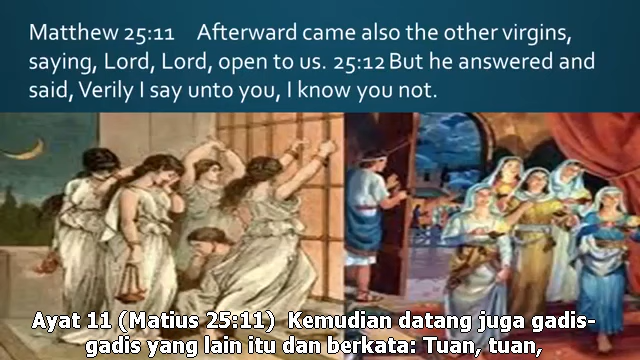 Matthew 25:11 Afterward came also the other virgins,
saying, Lord, Lord, open to us. 25:12 But he answered and
said, Verily I say unto you, I know you not.
Ayat 11 (Matius 25:11) Kemudian datang juga gadis-
gadis yang lain itu dan berkata: Tuan, tuan,